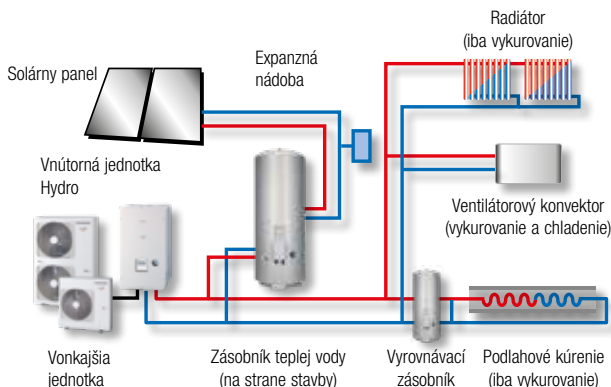 Radiátor
(iba vykurovanie)
Expanzná
nádoba
Solárny panel
Vnútorná jednotka
Hydro
Ventilátorový konvektor
(vykurovanie a chladenie)
Vonkajšia
jednotka
Zásobník teplej vody
(na strane stavby)
Vyrovnávací
zásobník
Podlahové kúrenie
(iba vykurovanie)